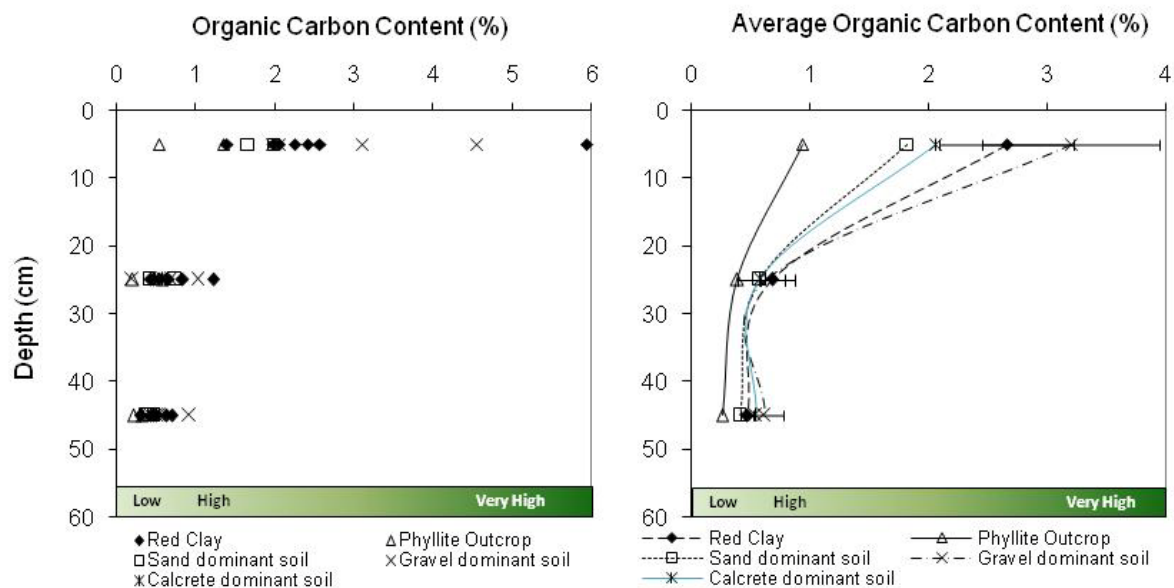 Organic Carbon Content (%)
0 1 2 3 4 5 6
Depth (cm)
0
10
20
30
40
50
60
Low High Very High
Red Clay Phyllite Outcrop
Sand dominant soil Gravel dominant soil
Calcrete dominant soil
Average Organic Carbon Content (%)
0 1 2 3 4
0
10
20
30
40
50
60
Low High Very High
Red Clay Phyllite Outcrop
Sand dominant soil Gravel dominant soil
Calcrete dominant soil